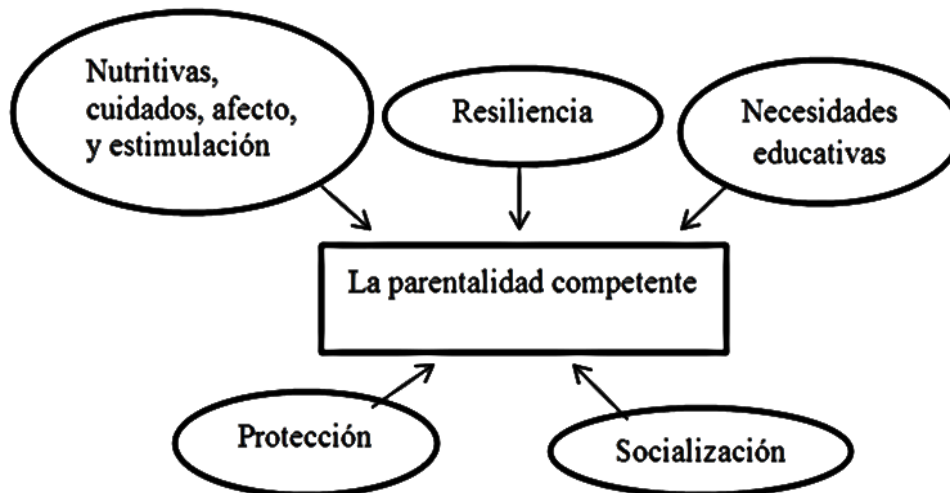 Nutritivas,
cuidados, afecto,
y estimulación
Resiliencia
Necesidades
educativas
La parentalidad competente
Protección
Socialización